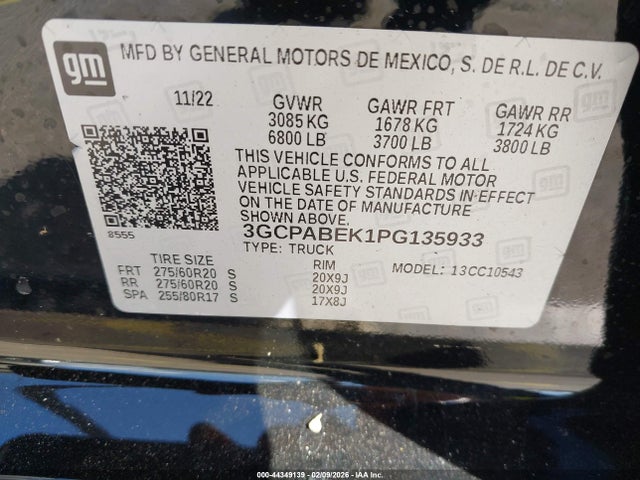 gm
MFD BY GENERAL MOTORS DE MEXICO, S. DE R.L. DE C.V.
11/22 GVWR GAWR FRT GAWR RR
3085 KG 1678 KG 1724 KG
6800 LB 3700 LB 3800 LB
THIS VEHICLE CONFORMS TO ALL
APPLICABLE U.S. FEDERAL MOTOR
VEHICLE SAFETY STANDARDS IN EFFECT
ON THE DATE OF MANUFACTURE
SHOWN ABOVE.
8555
3GCPABEK1PG135933
TYPE: TRUCK
TIRE SIZE RIM MODEL: 13CC10543
FRT 275/60R20 S 20X9J
RR 275/60R20 S 20X9J
SPA 255/80R17 S 17X8J
000-44349139 - 02/09/2026 - IAA Inc.